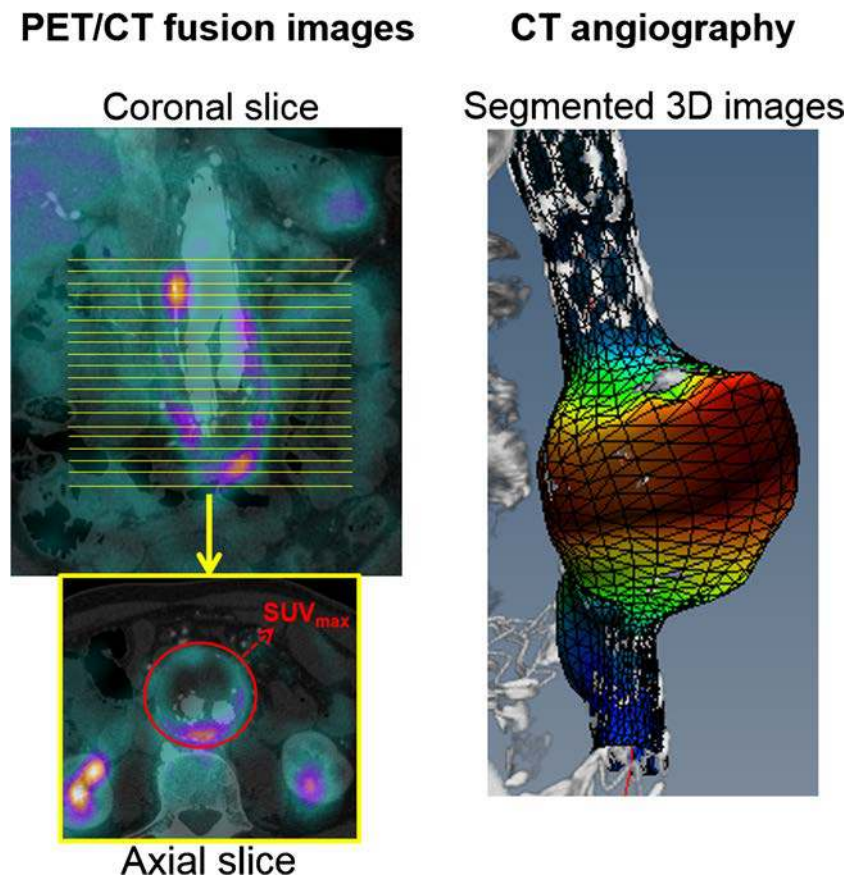 PET/CT fusion images
CT angiography
Coronal slice
Segmented 3D images
SUVmax
Axial slice